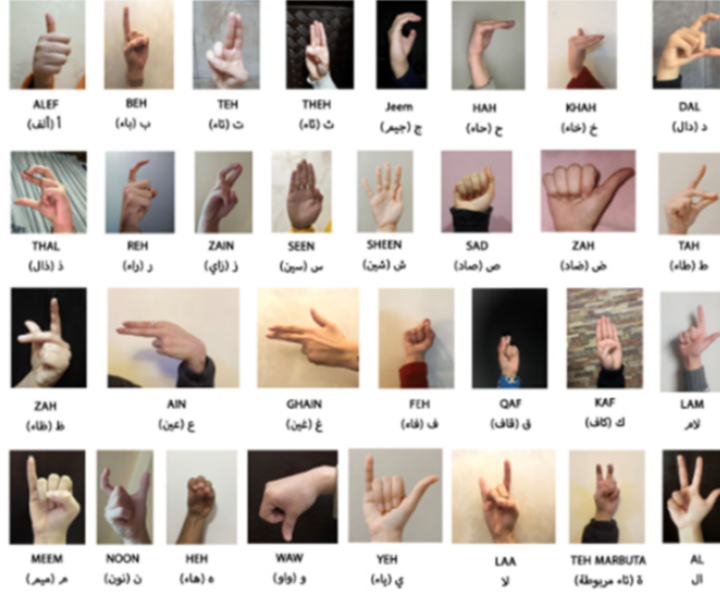 ALEF BEH TEH THEH Jeem HAH KHAH DAL
أ (ألف) ب (باء) ت (تاء) ث (ثاء) ج (جيم) ح (حاء) خ (خاء) د (دال)
THAL REH ZAIN SEEN SHEEN SAD ZAH TAH
ذ (ذال) ر (راء) ز (زاي) س (سين) ش (شين) ص (صاد) ض (ضاد) ط (طاء)
ZAH AIN GHAIN FEH QAF KAF LAM
ظ (ظاء) ع (عين) غ (غين) ف (فاء) ق (قاف) ك (كاف) لام
MEEM NOON HEH WAW YEH LAA TEH MARBUTA AL
م (ميم) ن (نون) ه (هاء) و (واو) ي (ياء) لا ة (تاء مربوطة) ال